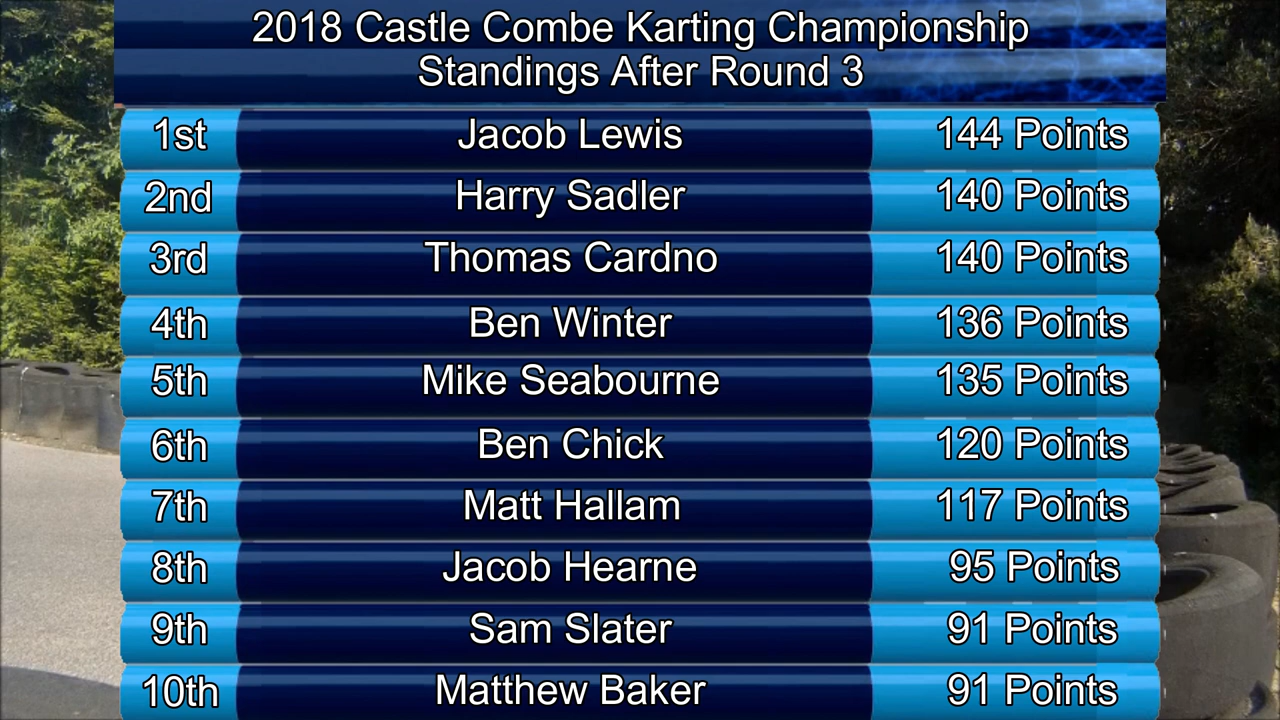 2018 Castle Combe Karting Championship
Standings After Round 3
1st Jacob Lewis 144 Points
2nd Harry Sadler 140 Points
3rd Thomas Cardno 140 Points
4th Ben Winter 136 Points
5th Mike Seabourne 135 Points
6th Ben Chick 120 Points
7th Matt Hallam 117 Points
8th Jacob Hearne 95 Points
9th Sam Slater 91 Points
10th Matthew Baker 91 Points